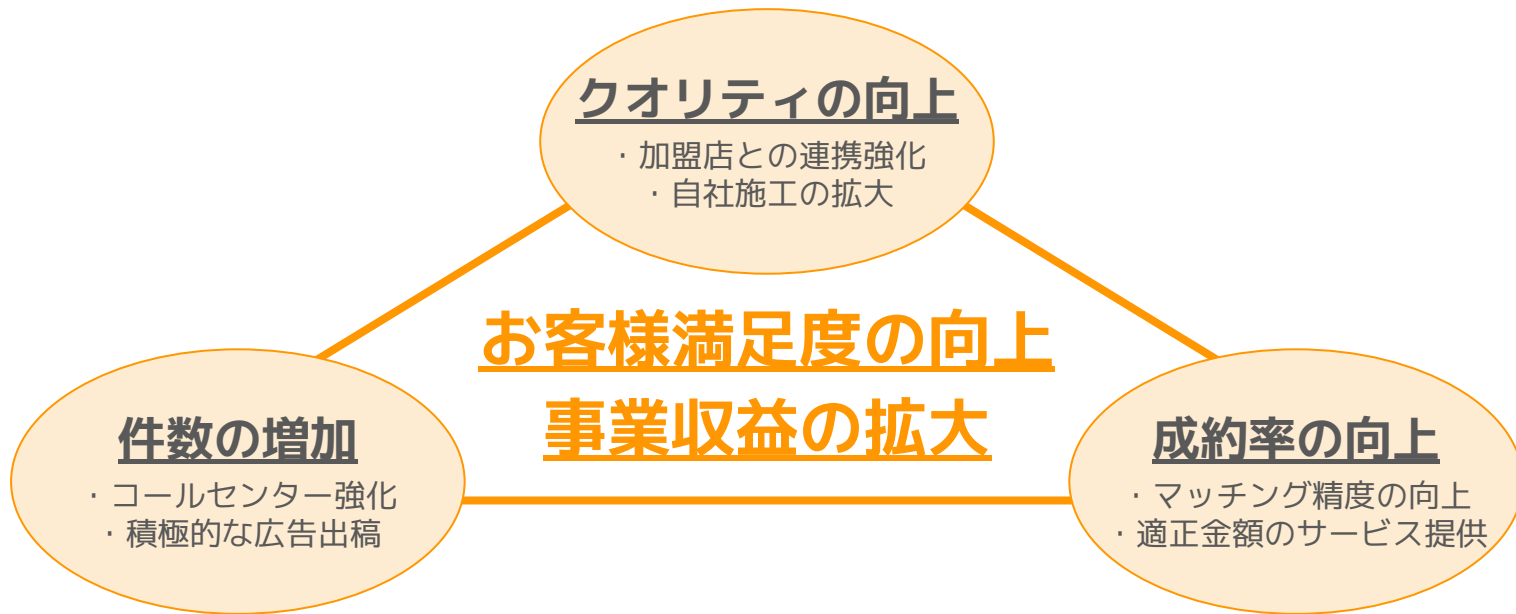 クオリティの向上
・加盟店との連携強化
・自社施工の拡大
お客様満足度の向上
事業収益の拡大
件数の増加
・コールセンター強化
・積極的な広告出稿
成約率の向上
・マッチング精度の向上
・適正金額のサービス提供